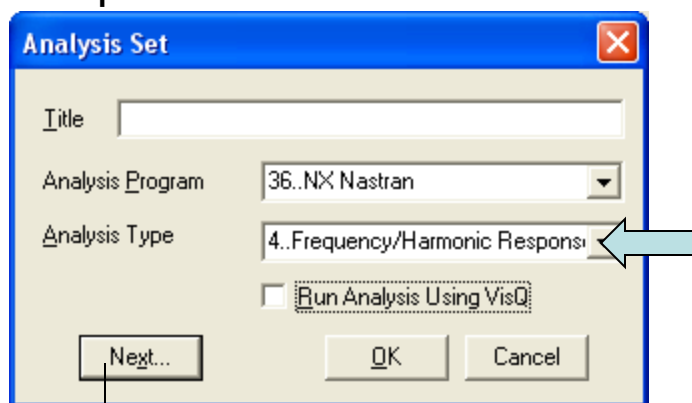 Analysis Set
Title
Analysis Program 36..NX Nastran
Analysis Type 4..Frequency/Harmonic Respons
Run Analysis Using VisQ
Next... OK Cancel